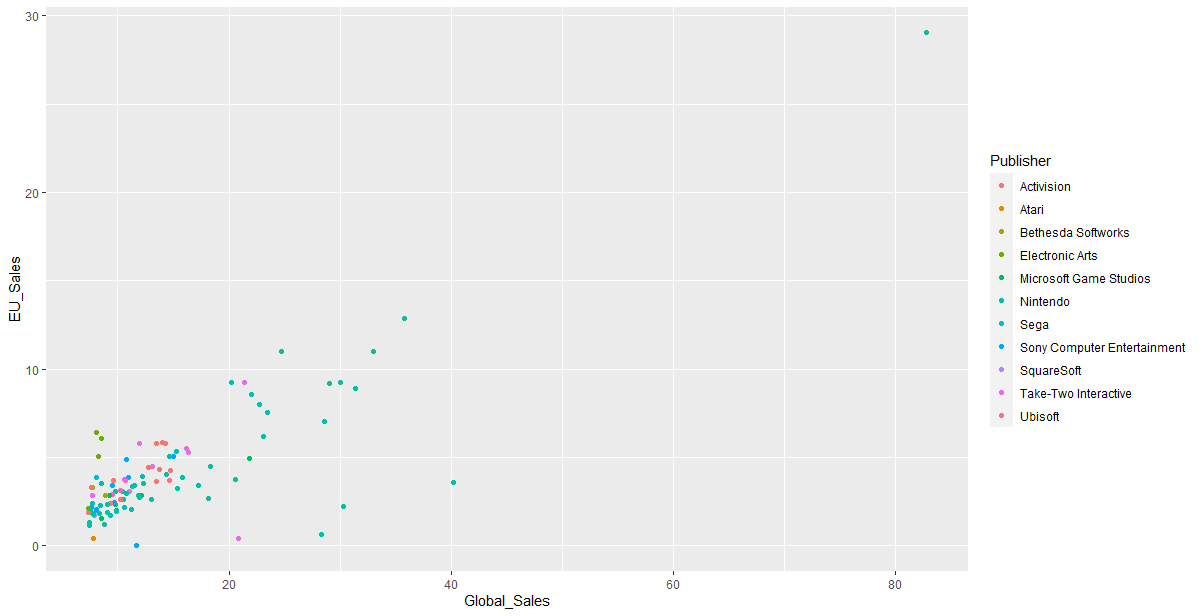 30
20
10
0
EU_Sales
20
40
60
80
Global_Sales
Publisher
Activision
Atari
Bethesda Softworks
Electronic Arts
Microsoft Game Studios
Nintendo
Sega
Sony Computer Entertainment
SquareSoft
Take-Two Interactive
Ubisoft